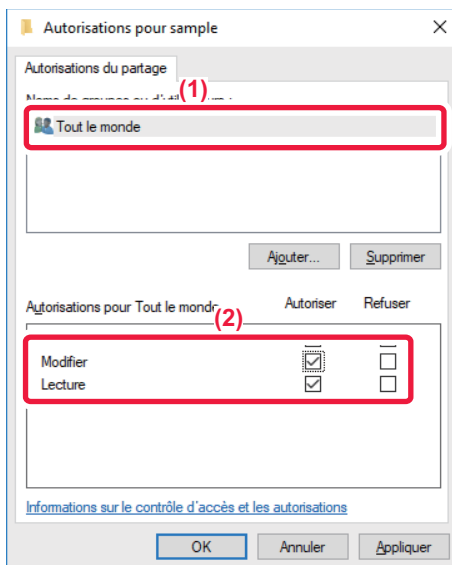 Autorisations pour sample
Autorisations du partage
(1)
Tout le monde
Ajouter...
Supprimer
Autorisations pour Tout le monde
Autoriser
Refuser
(2)
Modifier
Lecture
Informations sur le contrôle d'accès et les autorisations
OK
Annuler
Appliquer